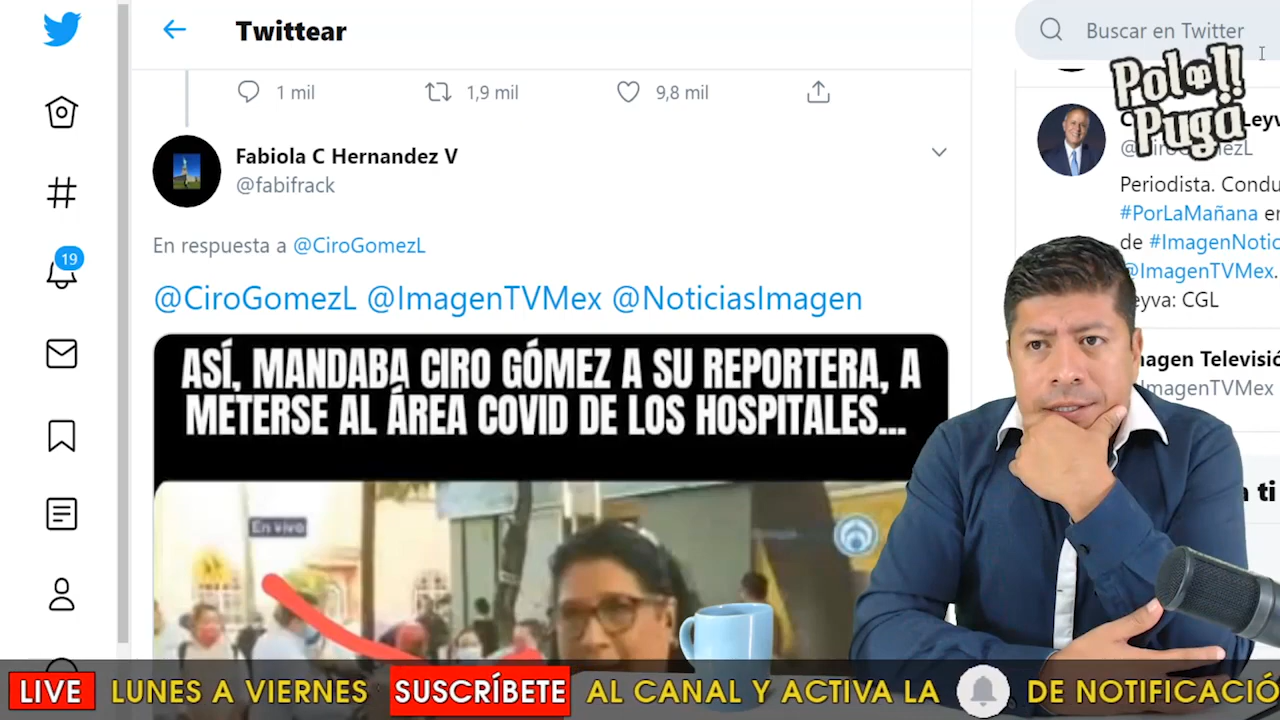 Twittear
Buscar en Twitter
Polo!!
Puga
1 mil
1,9 mil
9,8 mil
Fabiola C Hernandez V
@fabifrack
Periodista. Condu
#PorLaMañana en
de #ImagenNotic
@ImagenTVMex.
eyva: CGL
19
En respuesta a @CiroGomezL
@CiroGomezL @ImagenTVMex @NoticiasImagen
magen Televisió
ImagenTVMex
ASÍ, MANDABA CIRO GÓMEZ A SU REPORTERA, A
METERSE AL ÁREA COVID DE LOS HOSPITALES...
a ti
En vivo
LIVE LUNES A VIERNES SUSCRÍBETE AL CANAL Y ACTIVA LA DE NOTIFICACIÓ